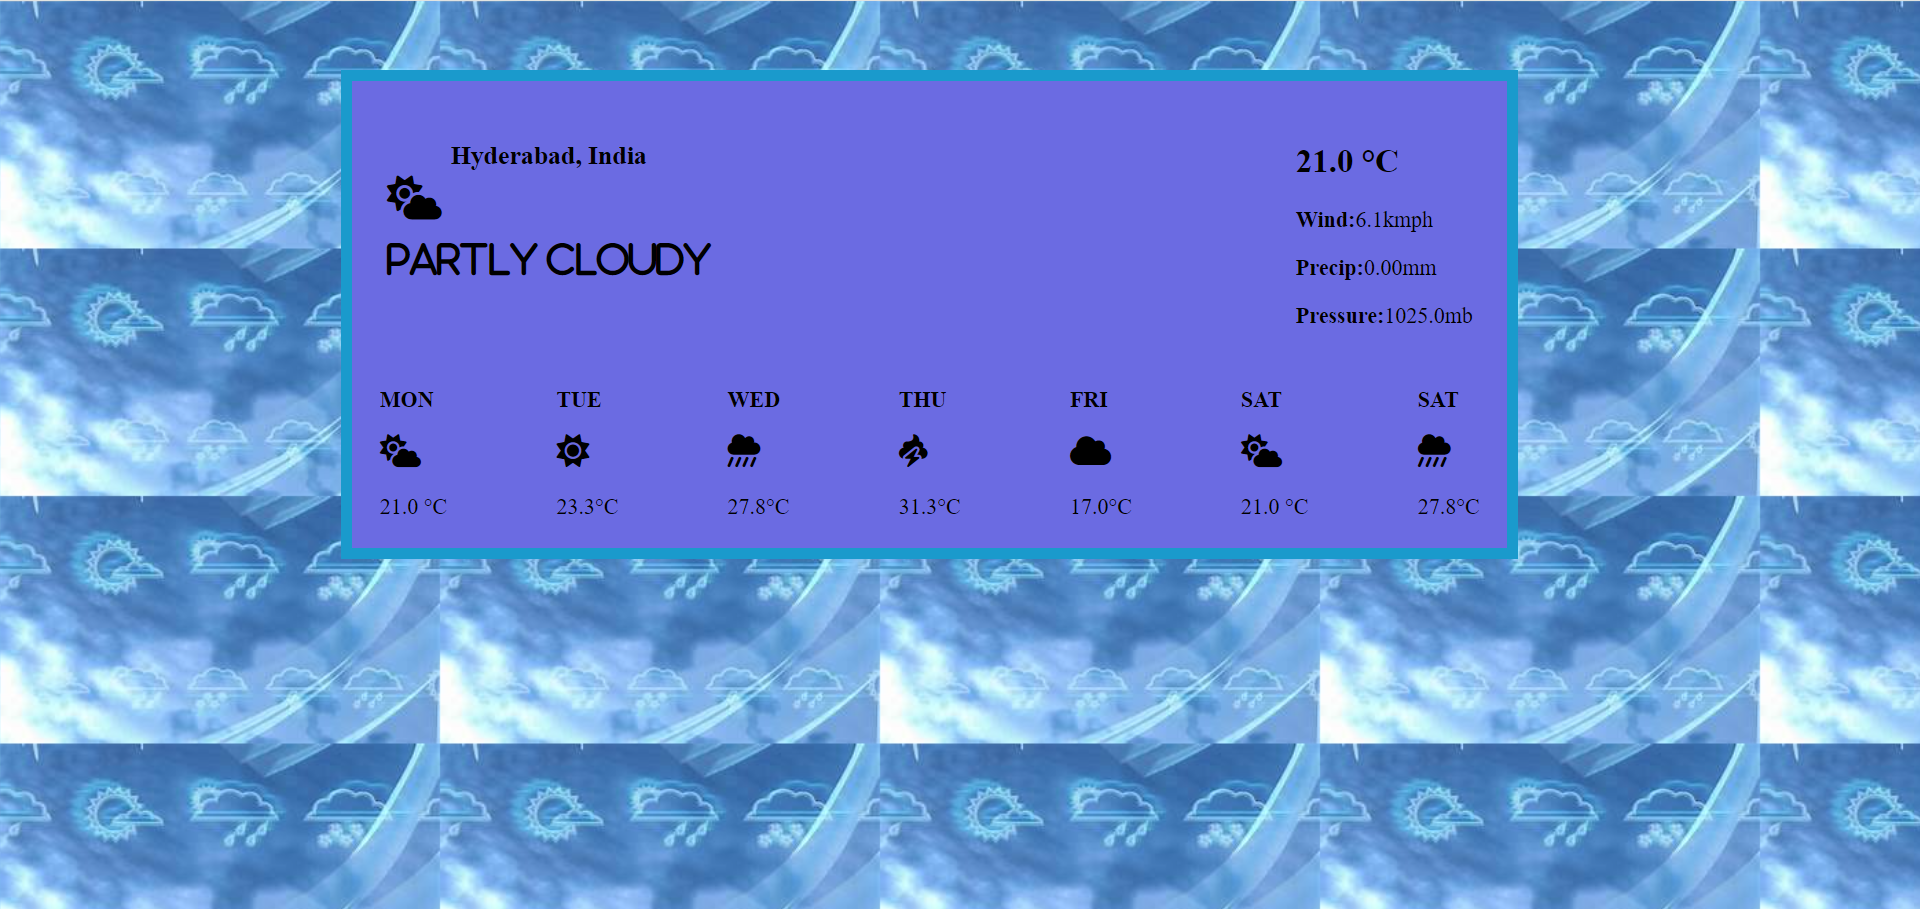 Hyderabad, India
PARTLY CLOUDY
21.0 °C
Wind:6.1kmph
Precip:0.00mm
Pressure:1025.0mb
MON TUE WED THU FRI SAT SAT
21.0 °C 23.3°C 27.8°C 31.3°C 17.0°C 21.0 °C 27.8°C